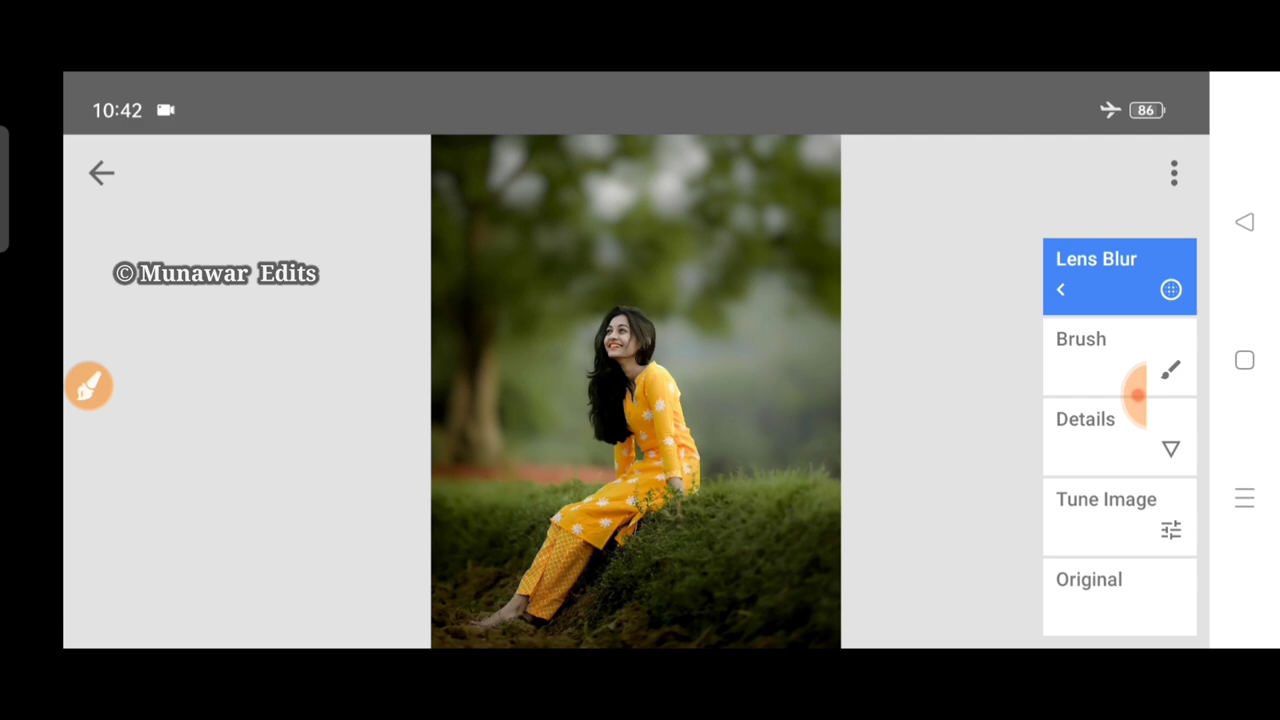 10:42
86
© Munawar Edits
Lens Blur
Brush
Details
Tune Image
Original